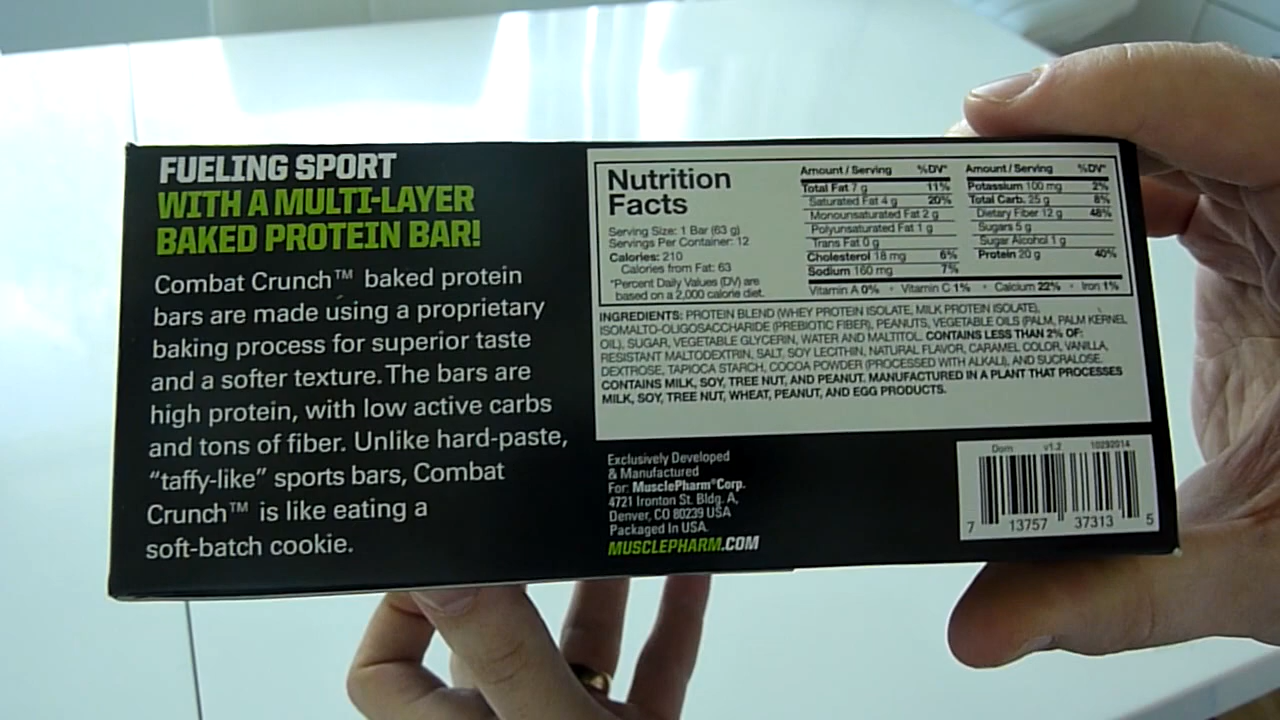 FUELING SPORT
WITH A MULTI-LAYER
BAKED PROTEIN BAR!
Combat Crunch™ baked protein
bars are made using a proprietary
baking process for superior taste
and a softer texture. The bars are
high protein, with low active carbs
and tons of fiber. Unlike hard-paste,
“taffy-like” sports bars, Combat
Crunch™ is like eating a
soft-batch cookie.
Nutrition
Facts
Serving Size: 1 Bar (63 g)
Servings Per Container: 12
Calories: 210
Calories from Fat: 63
*Percent Daily Values (DV) are
based on a 2,000 calorie diet.
Amount / Serving %DV*
Total Fat 7 g 11%
Saturated Fat 4 g 20%
Monounsaturated Fat 2 g
Polyunsaturated Fat 1 g
Trans Fat 0 g
Cholesterol 18 mg 6%
Sodium 160 mg 7%
Amount / Serving %DV*
Potassium 100 mg 2%
Total Carb. 25 g 8%
Dietary Fiber 12 g 48%
Sugars 5 g
Sugar Alcohol 1 g
Protein 20 g 40%
Vitamin A 0% • Vitamin C 1% • Calcium 22% • Iron 1%
INGREDIENTS: PROTEIN BLEND (WHEY PROTEIN ISOLATE, MILK PROTEIN ISOLATE),
ISOMALTO-OLIGOSACCHARIDE (PREBIOTIC FIBER), PEANUTS, VEGETABLE OILS (PALM, PALM KERNEL
OIL), SUGAR, VEGETABLE GLYCERIN, WATER AND MALTITOL. CONTAINS LESS THAN 2% OF:
RESISTANT MALTODEXTRIN, SALT, SOY LECITHIN, NATURAL FLAVOR, CARAMEL COLOR, VANILLA,
DEXTROSE, TAPIOCA STARCH, COCOA POWDER (PROCESSED WITH ALKALI), AND SUCRALOSE.
CONTAINS MILK, SOY, TREE NUT, AND PEANUT. MANUFACTURED IN A PLANT THAT PROCESSES
MILK, SOY, TREE NUT, WHEAT, PEANUT, AND EGG PRODUCTS.
Exclusively Developed
& Manufactured
For: MusclePharm® Corp.
4721 Ironton St. Bldg. A,
Denver, CO 80239 USA
Packaged In USA.
MUSCLEPHARM.COM
Dom v1.2 10292014
7 13757 37313 5